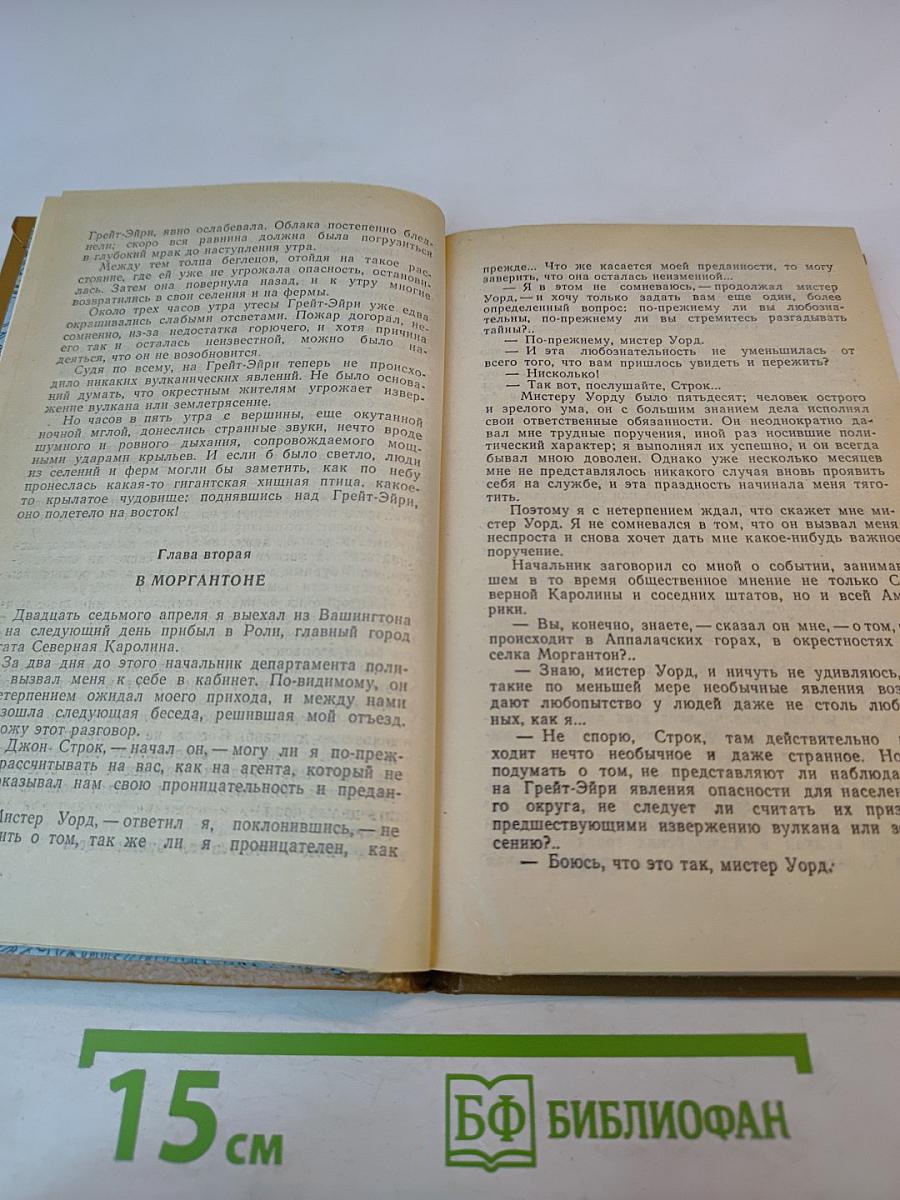 Грейт-Эйри, явно ослабевала. Облака постепенно блед-
нели; скоро вся равнина должна была погрузиться
в глубокий мрак до наступления утра.
Между тем толпа беглецов, отойдя на такое рас-
стояние, где ей уже не угрожала опасность, останови-
лась. Затем она повернула назад, и к утру многие
возвратились в свои селения и на фермы.
Около трех часов утра утесы Грейт-Эйри уже едва
окрашивались слабыми отсветами. Пожар догорал, не-
сомненно, из-за недостатка горючего, и хотя причина
его так и осталась неизвестной, можно было на-
деяться, что он не возобновится.
Судя по всему, на Грейт-Эйри теперь не происхо-
дило никаких вулканических явлений. Не было основа-
ний думать, что окрестным жителям угрожает извер-
жение вулкана или землетрясение.
Но часов в пять утра с вершины, еще окутанной
ночной мглой, донеслись странные звуки, нечто вроде
шумного и ровного дыхания, сопровождаемого мощ-
ными ударами крыльев. И если б было светло, люди
из селений и ферм могли бы заметить, как по небу
пронеслась какая-то гигантская хищная птица, какое-
то крылатое чудовище: поднявшись над Грейт-Эйри,
оно полетело на восток!
Глава вторая
В МОРГАНТОНЕ
Двадцать седьмого апреля я выехал из Вашингтона
на следующий день прибыл в Роли, главный город
тата Северная Каролина.
За два дня до этого начальник департамента поли-
вызвал меня к себе в кабинет. По-видимому, он
етерпением ожидал моего прихода, и между нами
зошла следующая беседа, решившая мой отъезд.
ожу этот разговор.
Джон Строк, — начал он, — могу ли я по-преж-
рассчитывать на вас, как на агента, который не
оказывал нам свою проницательность и предан-
Мистер Уорд, — ответил я, поклонившись, — не
ить о том, так же ли я проницателен, как
прежде... Что же касается моей преданности, то могу
заверить, что она осталась неизменной...
— Я в этом не сомневаюсь, — продолжал мистер
Уорд, — и хочу только задать вам еще один, более
определенный вопрос: по-прежнему ли вы любозна-
тельны, по-прежнему ли вы стремитесь разгадывать
тайны?..
— По-прежнему, мистер Уорд.
— И эта любознательность не уменьшилась от
всего того, что вам пришлось увидеть и пережить?
— Нисколько!
— Так вот, послушайте, Строк...
Мистеру Уорду было пятьдесят; человек острого
и зрелого ума, он с большим знанием дела исполнял
свои ответственные обязанности. Он неоднократно да-
вал мне трудные поручения, иной раз носившие поли-
тический характер; я выполнял их успешно, и он всегда
бывал мною доволен. Однако уже несколько месяцев
мне не представлялось никакого случая вновь проявить
себя на службе, и эта праздность начинала меня тяго-
тить.
Поэтому я с нетерпением ждал, что скажет мне ми-
стер Уорд. Я не сомневался в том, что он вызвал меня
неспроста и снова хочет дать мне какое-нибудь важное
поручение.
Начальник заговорил со мной о событии, занимав
шем в то время общественное мнение не только С
верной Каролины и соседних штатов, но и всей Ам
рики.
— Вы, конечно, знаете, — сказал он мне, — о том,
происходит в Аппалачских горах, в окрестностях
селка Моргантон?..
— Знаю, мистер Уорд, и ничуть не удивляюсь,
такие по меньшей мере необычные явления воз
дают любопытство у людей даже не столь люб
ных, как я...
— Не спорю, Строк, там действительно
ходит нечто необычное и даже странное. Но
подумать о том, не представляют ли наблюда
на Грейт-Эйри явления опасности для населен
го округа, не следует ли считать их приз
предшествующими извержению вулкана или з
сению?..
— Боюсь, что это так, мистер Уорд.
15 см
БФ БИБЛИОФАН